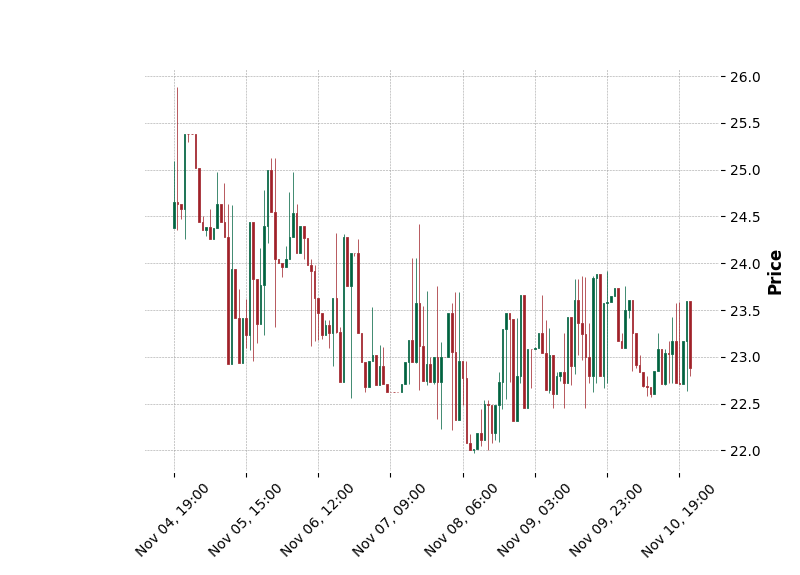 26.0
25.5
25.0
24.5
24.0
23.5
23.0
22.5
22.0
Price
Nov 04, 19:00
Nov 05, 15:00
Nov 06, 12:00
Nov 07, 09:00
Nov 08, 06:00
Nov 09, 03:00
Nov 09, 23:00
Nov 10, 19:00